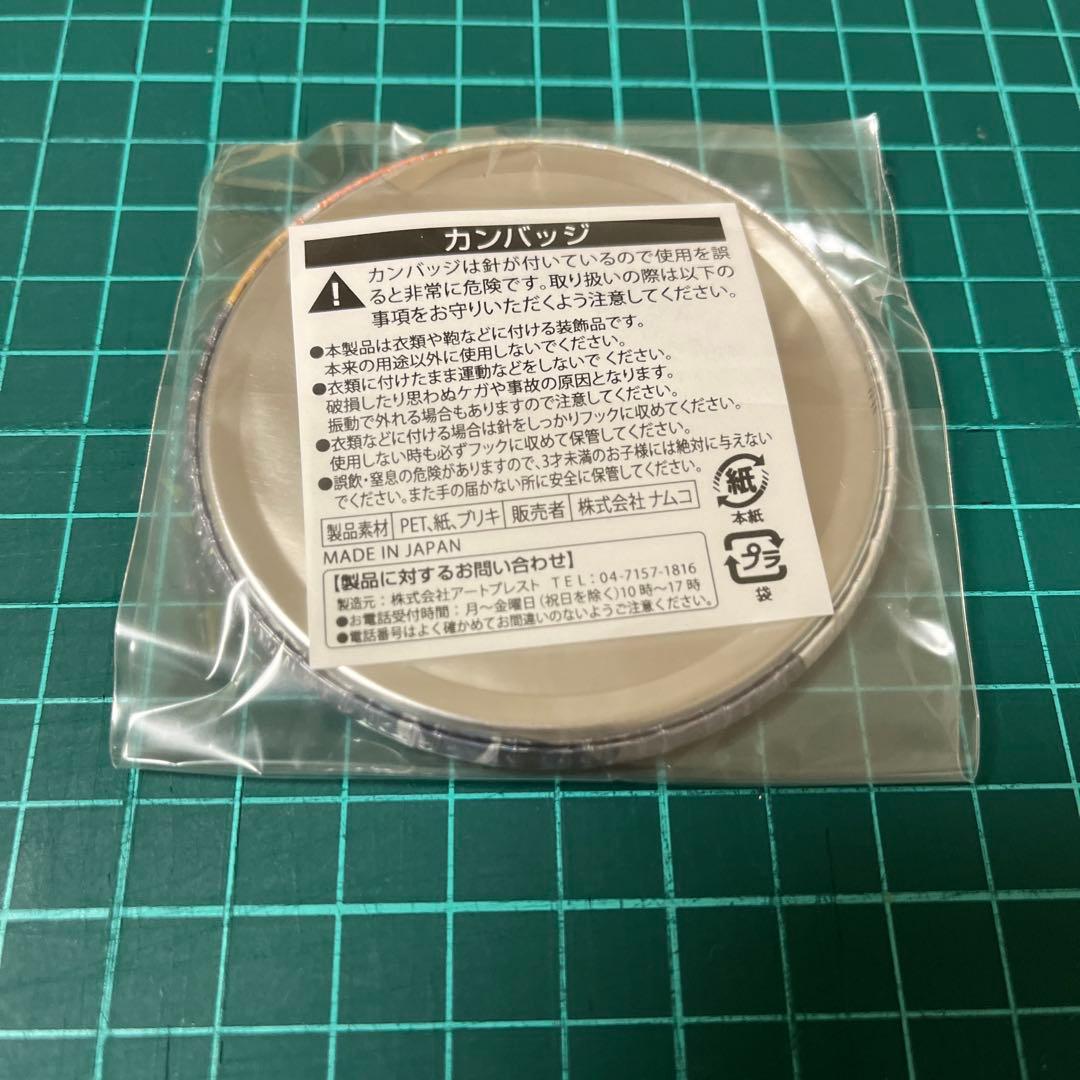 カンバッジ
カンバッジは針が付いているので使用を誤
ると非常に危険です。取り扱いの際は以下の
事項をお守りいただくよう注意してください。
●本製品は衣類や鞄などに付ける装飾品です。
本来の用途以外に使用しないでください。
●衣類に付けたまま運動などをしないで ください。
破損したり思わぬケガや事故の原因となります。
振動で外れる場合もありますので注意してください。
●衣類などに付ける場合は針をしっかりフックに収めてください。
使用しない時も必ずフックに収めて保管してください。
●誤飲・窒息の危険がありますので、3才未満のお子様には絶対に与えない
でください。また手の届かない所に安全に保管してください。
製品素材 PET、紙、ブリキ 販売者 株式会社 ナムコ
MADE IN JAPAN
【製品に対するお問い合わせ】
製造元：株式会社アートプレスト TEL：04-7157-1816
●お電話受付時間：月～金曜日（祝日を除く）10時～17時
●電話番号はよく確かめてお間違いのないようご注意ください。
紙
本紙
プラ
袋